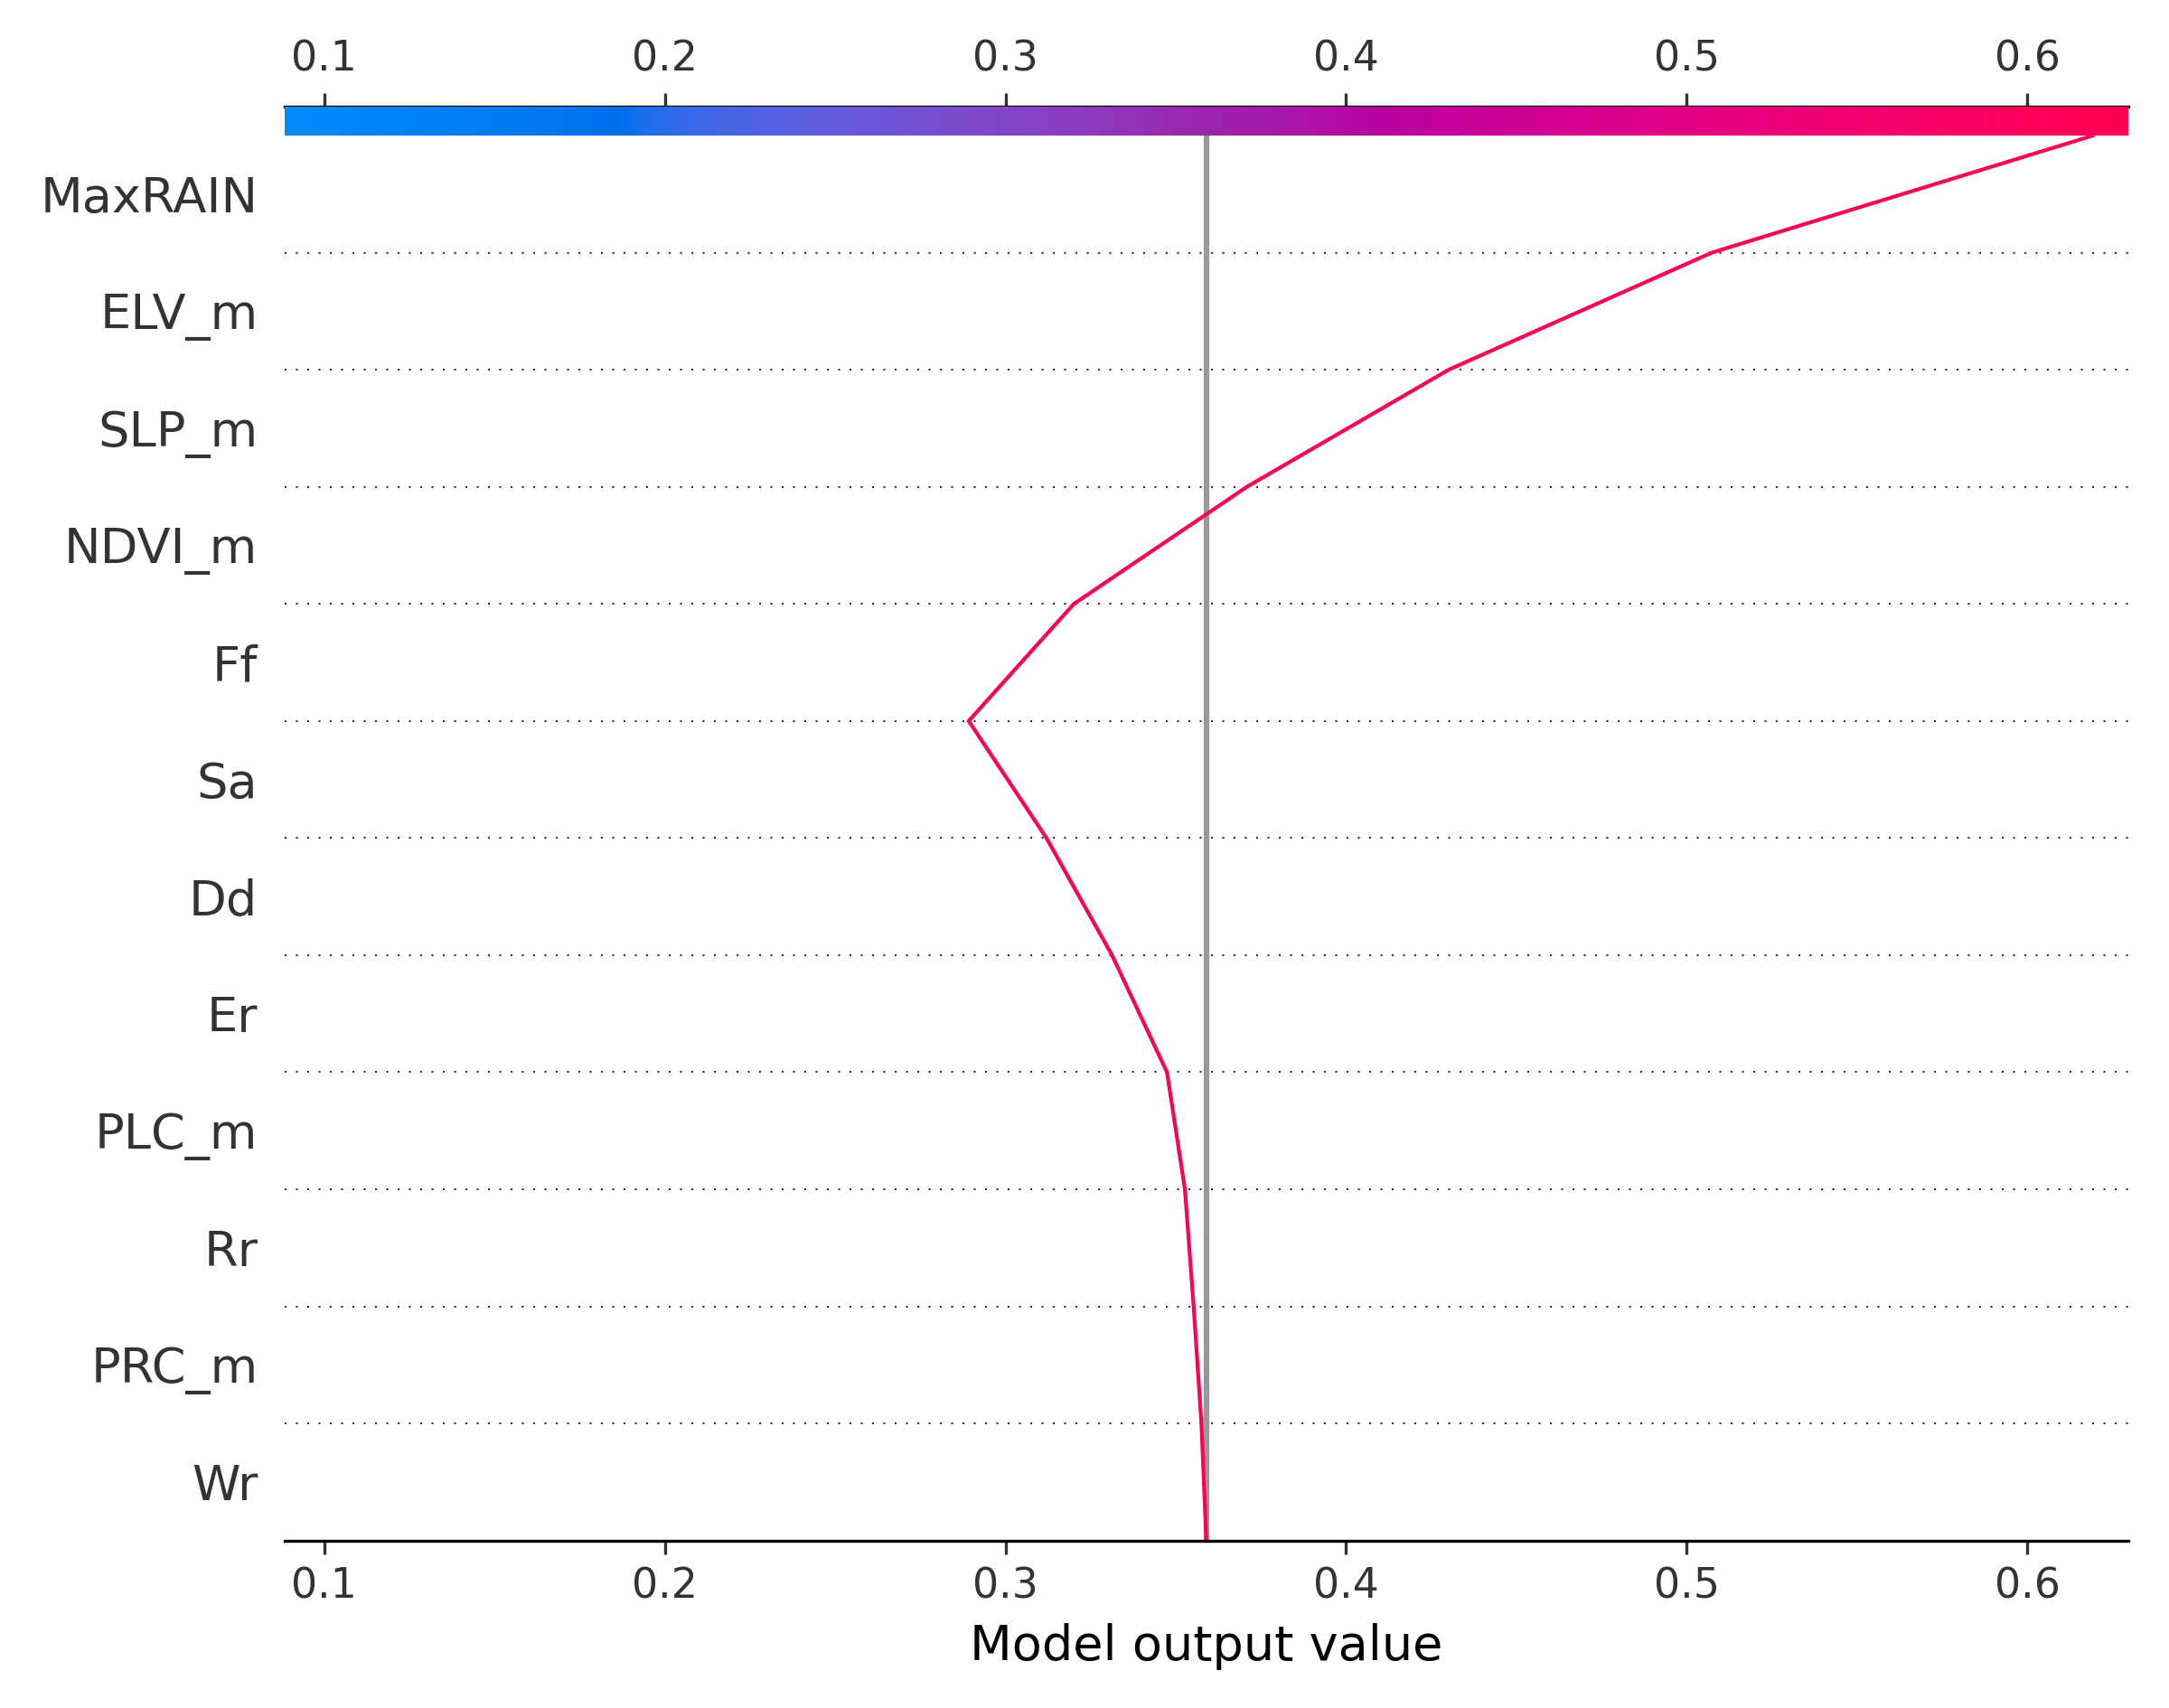 0.1 0.2 0.3 0.4 0.5 0.6
MaxRAIN
ELV_m
SLP_m
NDVI_m
Ff
Sa
Dd
Er
PLC_m
Rr
PRC_m
Wr
0.1 0.2 0.3 0.4 0.5 0.6
Model output value